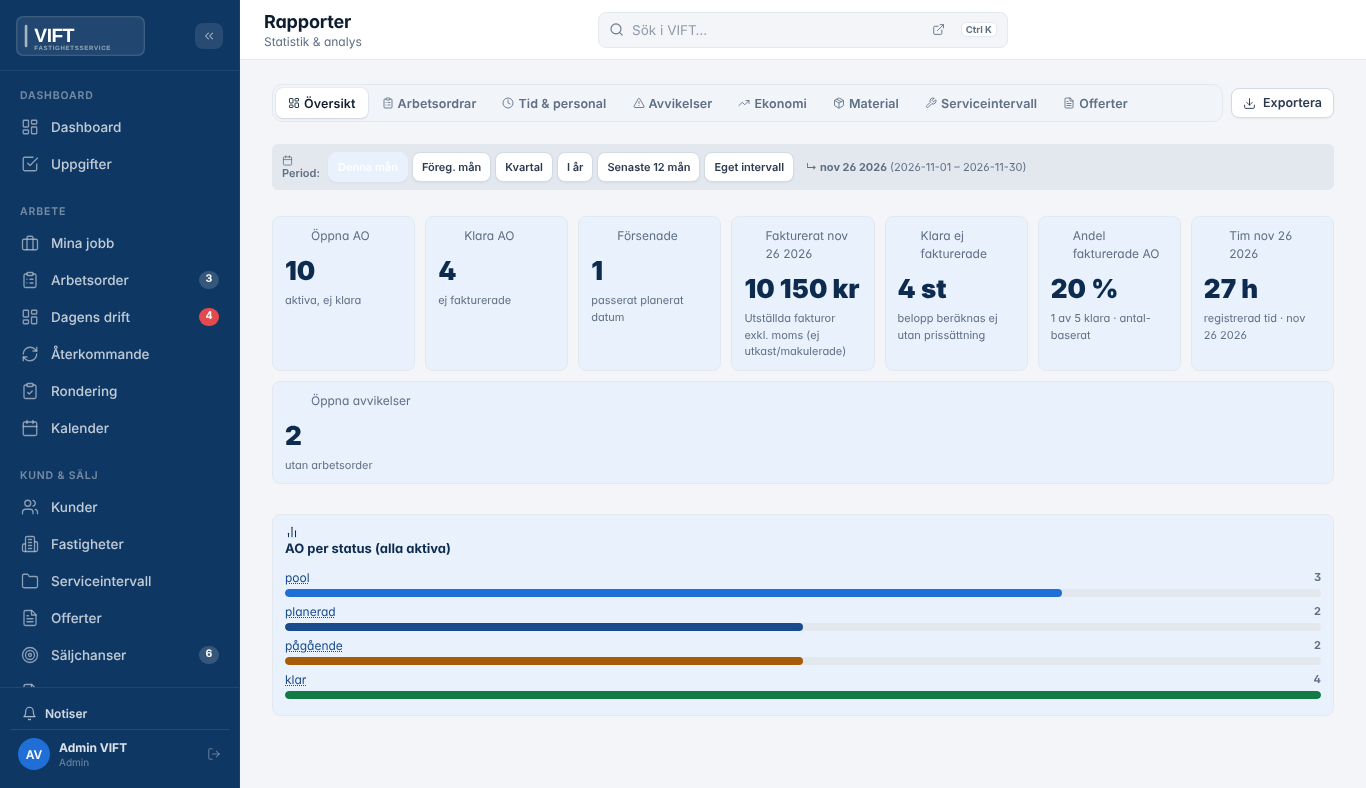 VIFT
FASTIGHETSSERVICE
DASHBOARD
Dashboard
Uppgifter
ARBETE
Mina jobb
Arbetsorder 3
Dagens drift 4
Återkommande
Rondering
Kalender
KUND & SÄLJ
Kunder
Fastigheter
Serviceintervall
Offerter
Säljchanser 6
Notiser
AV
Admin VIFT
Admin
Rapporter
Statistik & analys
Sök i VIFT...
Ctrl K
Översikt Arbetsordrar Tid & personal Avvikelser Ekonomi Material Serviceintervall Offerter
Exportera
Period: Denna mån Föreg. mån Kvartal I år Senaste 12 mån Eget intervall ↳ nov 26 2026 (2026-11-01 – 2026-11-30)
Öppna AO
10
aktiva, ej klara
Klara AO
4
ej fakturerade
Försenade
1
passerat planerat
datum
Fakturerat nov
26 2026
10 150 kr
Utställda fakturor
exkl. moms (ej
utkast/makulerade)
Klara ej
fakturerade
4 st
belopp beräknas ej
utan prissättning
Andel
fakturerade AO
20 %
1 av 5 klara · antal-
baserat
Tim nov 26
2026
27 h
registrerad tid · nov
26 2026
Öppna avvikelser
2
utan arbetsorder
AO per status (alla aktiva)
pool 3
planerad 2
pågående 2
klar 4